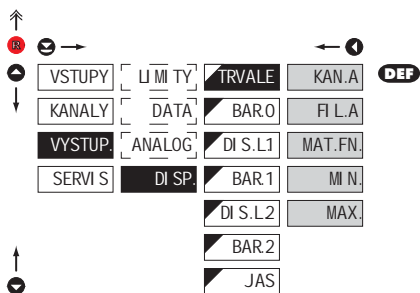 R
VSTUPY LIMITY TRVALE KAN.A DEF
KANALY DATA BAR.0 FIL.A
VYSTUP. ANALOG DIS.L1 MAT.FN.
SERVIS DISP. BAR.1 MIN.
DIS.L2 MAX.
BAR.2
JAS